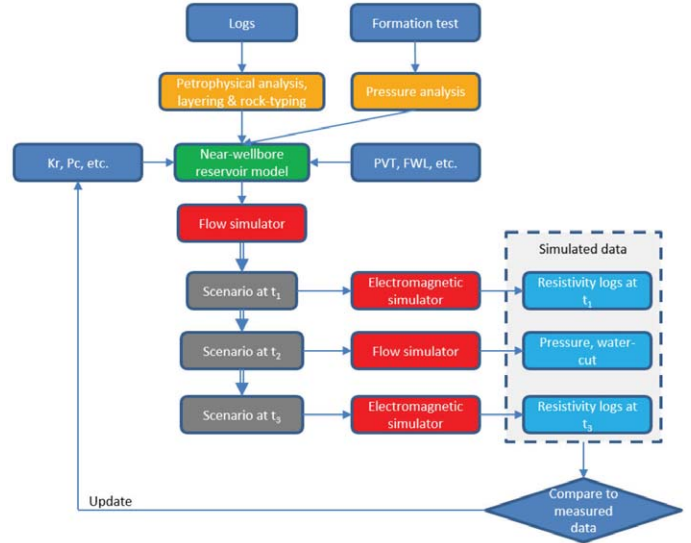 Logs
Formation test
Petrophysical analysis,
layering & rock-typing
Pressure analysis
Kr, Pc, etc.
Near-wellbore
reservoir model
PVT, FWL, etc.
Flow simulator
Simulated data
Scenario at t₁
Electromagnetic
simulator
Resistivity logs at
t₁
Scenario at t₂
Flow simulator
Pressure, water-
cut
Scenario at t₃
Electromagnetic
simulator
Resistivity logs at
t₃
Update
Compare to
measured
data